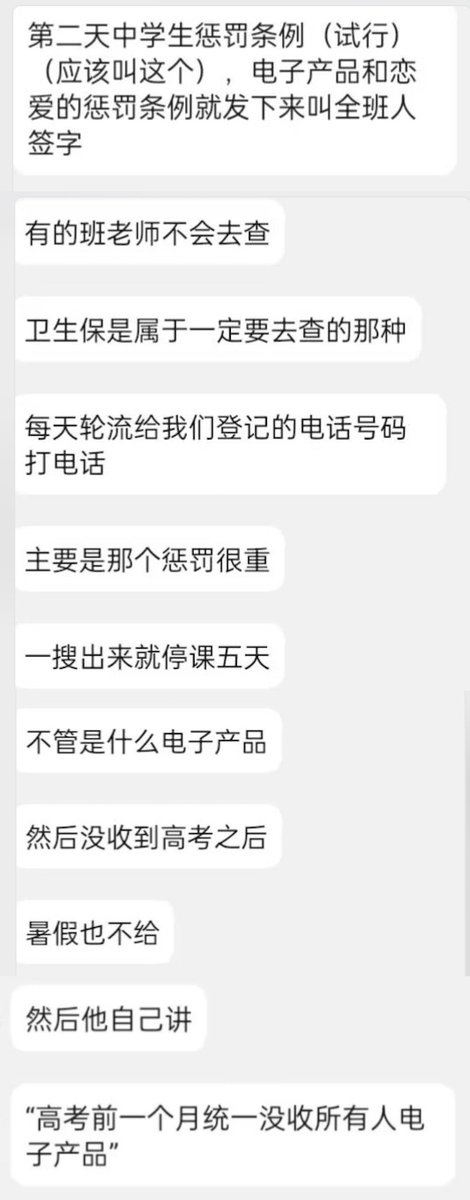 第二天中学生惩罚条例（试行）
（应该叫这个），电子产品和恋
爱的惩罚条例就发下来叫全班人
签字
有的班老师不会去查
卫生保是属于一定要去查的那种
每天轮流给我们登记的电话号码
打电话
主要是那个惩罚很重
一搜出来就停课五天
不管是什么电子产品
然后没收到高考之后
暑假也不给
然后他自己讲
“高考前一个月统一没收所有人电
子产品”